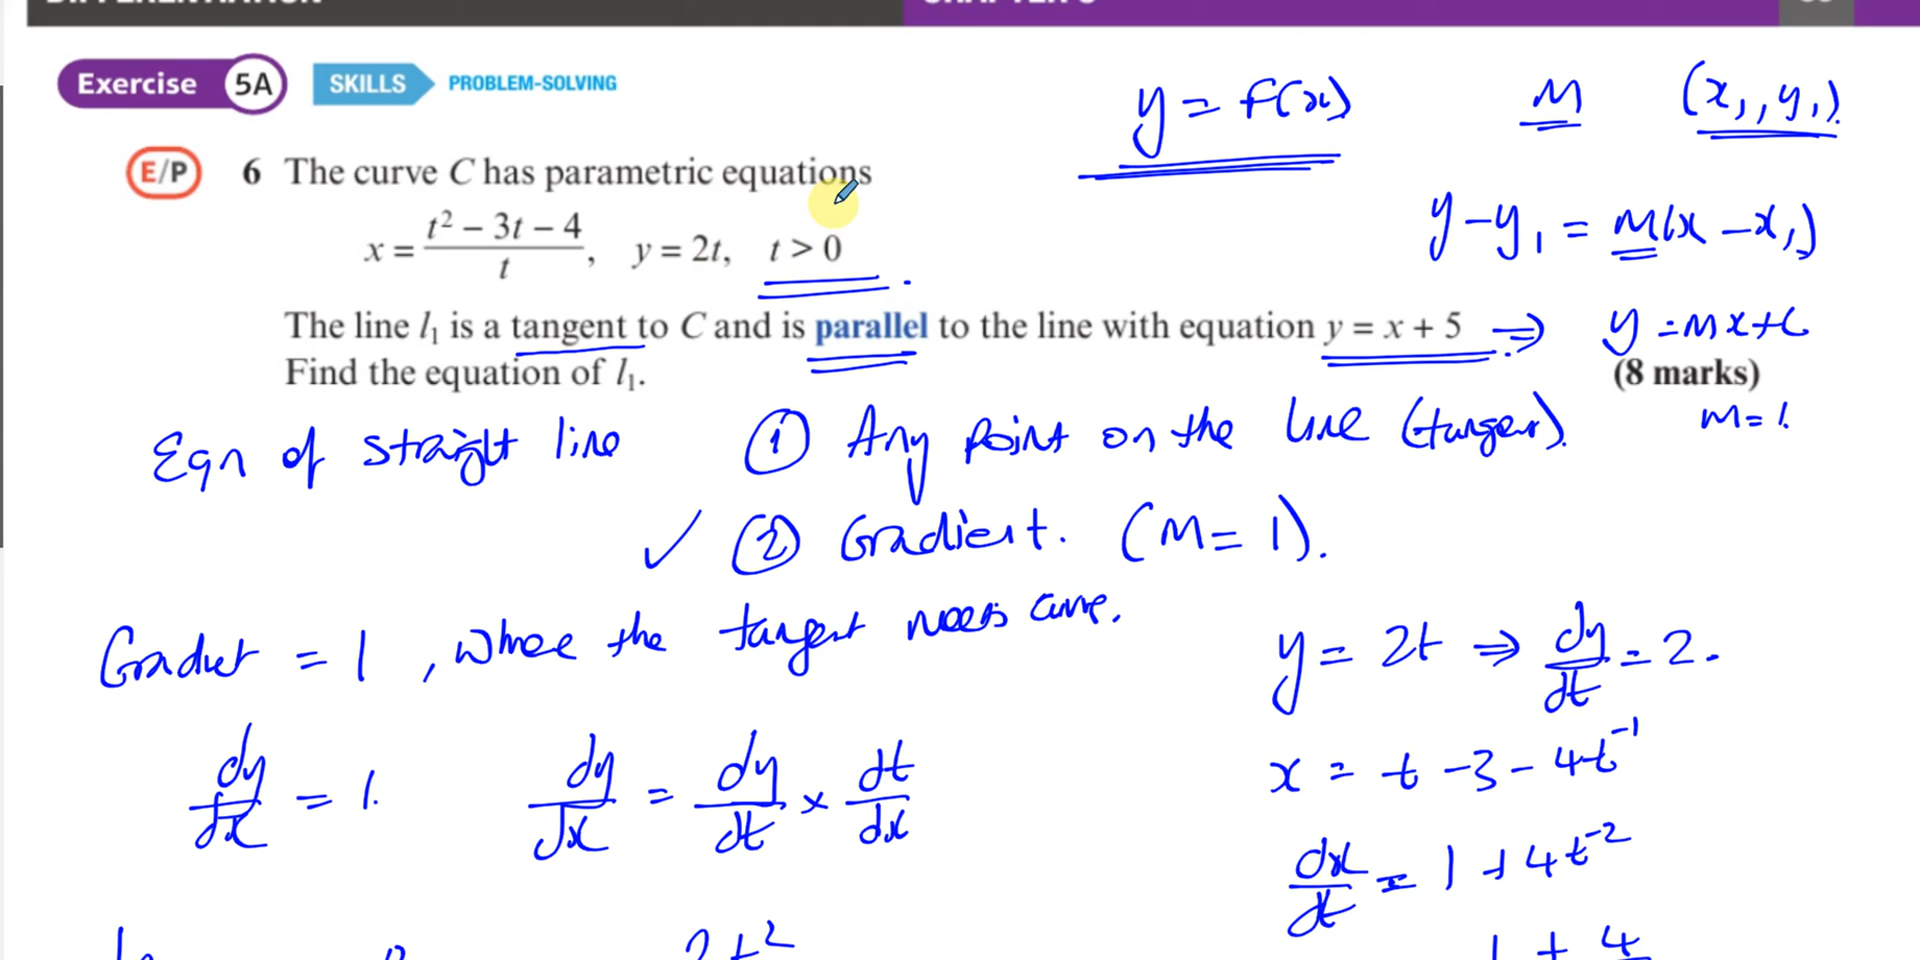 Exercise 5A SKILLS PROBLEM-SOLVING
y = f(x) M (x₁, y₁)
E/P 6 The curve C has parametric equations
x = (t² − 3t − 4)/t, y = 2t, t > 0
y − y₁ = M(x − x₁)
The line l₁ is a tangent to C and is parallel to the line with equation y = x + 5 ⇒ y = Mx + C
Find the equation of l₁. (8 marks)
M = 1.
Eqn of straight line ① Any point on the line (tangent).
✓ ② Gradient. (M = 1).
Gradient = 1, where the tangent meets curve.
y = 2t ⇒ dy/dt = 2.
dy/dx = 1. dy/dx = dy/dt × dt/dx
x = t − 3 − 4t⁻¹
dx/dt = 1 + 4t⁻²
2t²
1 + 4